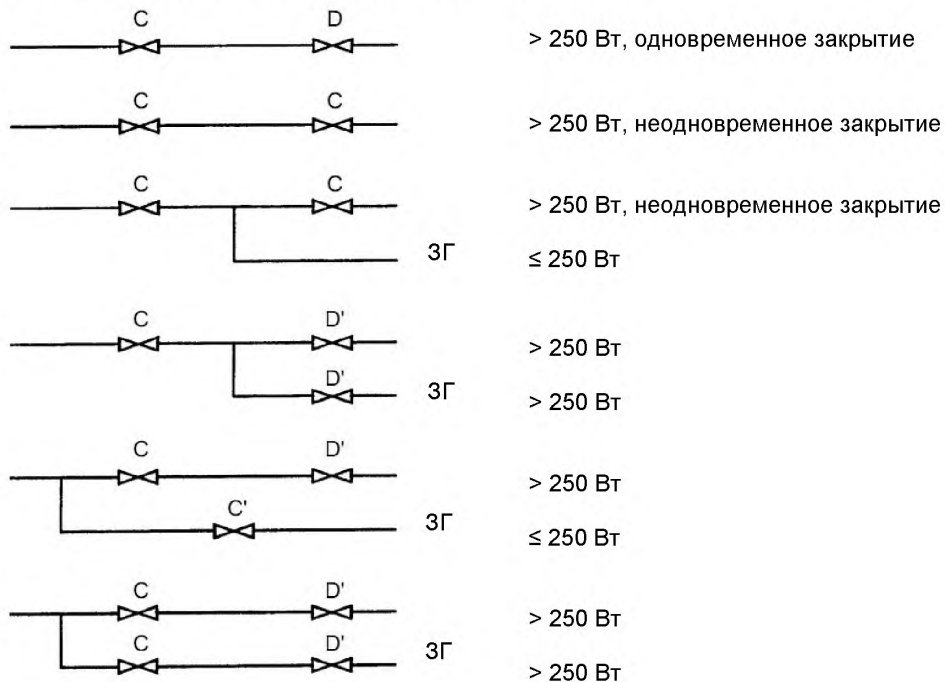 C D
> 250 Вт, одновременное закрытие
C C
> 250 Вт, неодновременное закрытие
C C
> 250 Вт, неодновременное закрытие
ЗГ ≤ 250 Вт
C D'
> 250 Вт
D'
ЗГ > 250 Вт
C D'
> 250 Вт
C'
ЗГ ≤ 250 Вт
C D'
> 250 Вт
C D'
ЗГ > 250 Вт